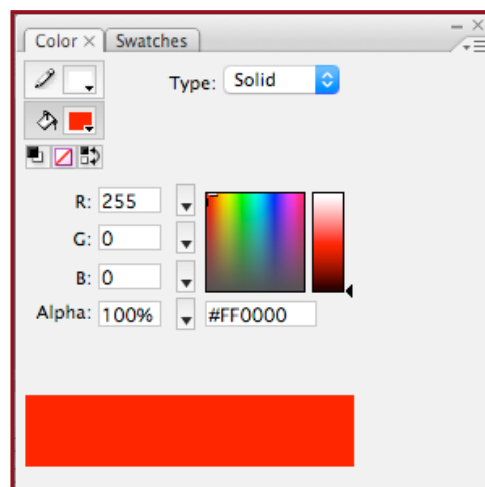 Color × Swatches
Type: Solid
R: 255
G: 0
B: 0
Alpha: 100% #FF0000